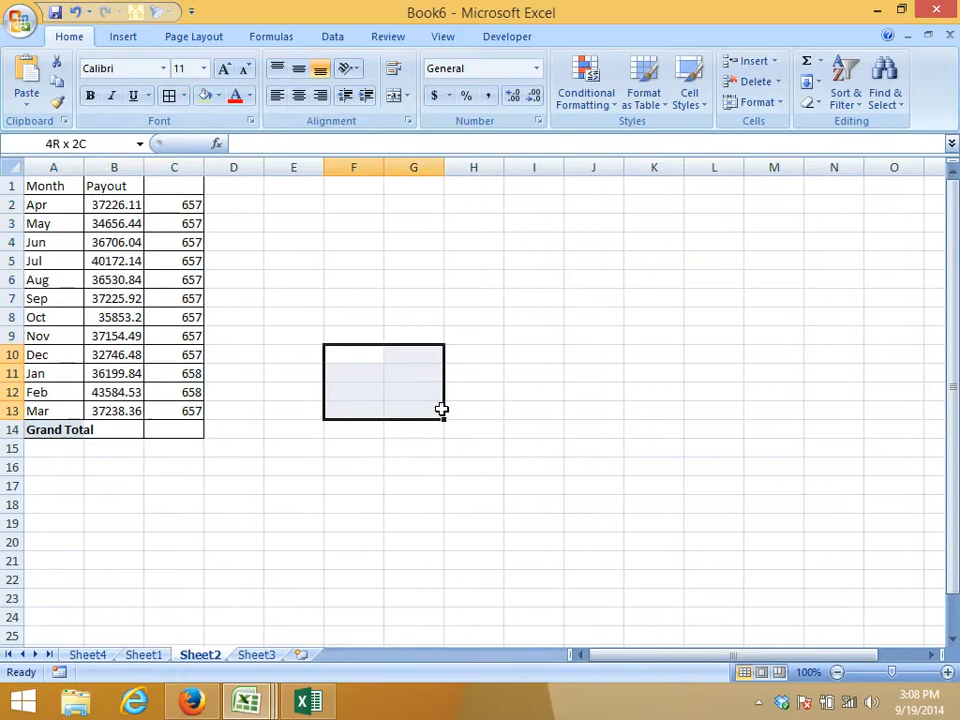 Book6 - Microsoft Excel
Home Insert Page Layout Formulas Data Review View Developer
Paste
Calibri 11
B I U
General
$ % ,
Conditional Formatting
Format as Table
Cell Styles
Insert
Delete
Format
Sort & Filter
Find & Select
Clipboard Font Alignment Number Styles Cells Editing
4R x 2C fx
A B C D E F G H I J K L M N O
1 Month Payout
2 Apr 37226.11 657
3 May 34656.44 657
4 Jun 36706.04 657
5 Jul 40172.14 657
6 Aug 36530.84 657
7 Sep 37225.92 657
8 Oct 35853.2 657
9 Nov 37154.49 657
10 Dec 32746.48 657
11 Jan 36199.84 658
12 Feb 43584.53 658
13 Mar 37238.36 657
14 Grand Total
15
16
17
18
19
20
21
22
23
24
25
Sheet4 Sheet1 Sheet2 Sheet3
Ready 100%
3:08 PM
9/19/2014